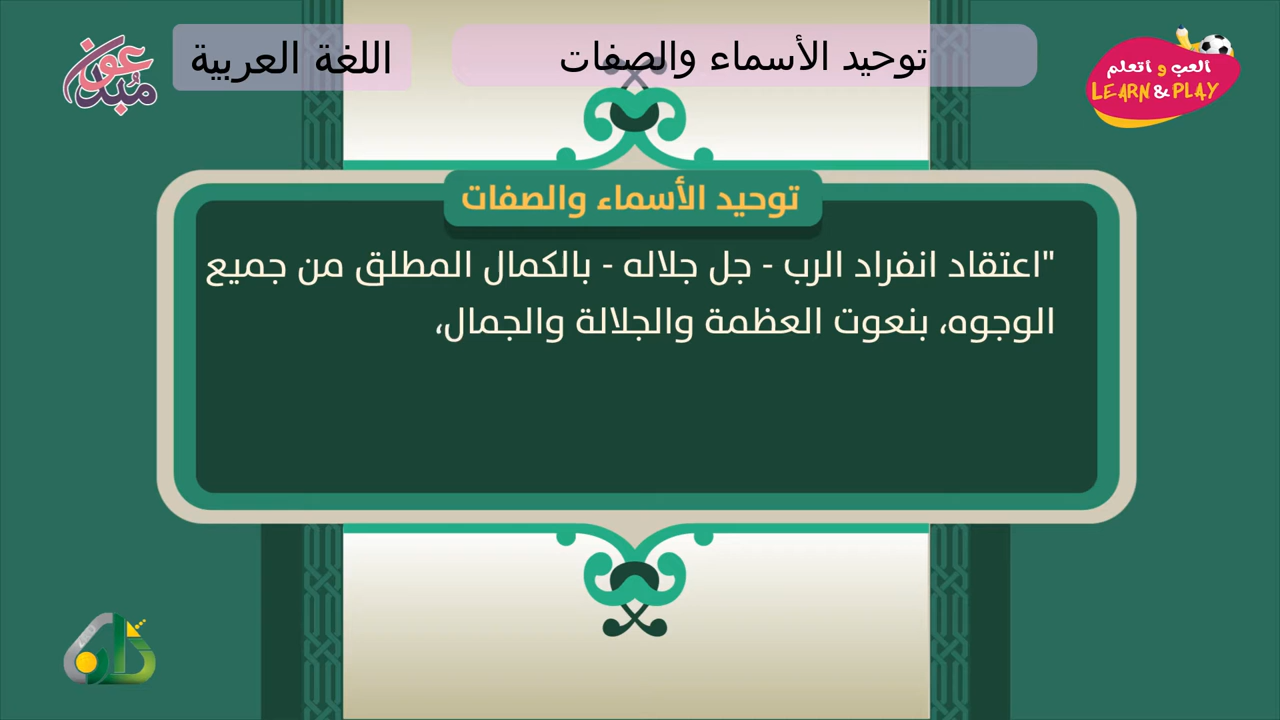 توحيد الأسماء والصفات
اللغة العربية
مبدعون
العب و اتعلم
LEARN & PLAY
توحيد الأسماء والصفات
"اعتقاد انفراد الرب - جل جلاله - بالكمال المطلق من جميع
الوجوه، بنعوت العظمة والجلالة والجمال،